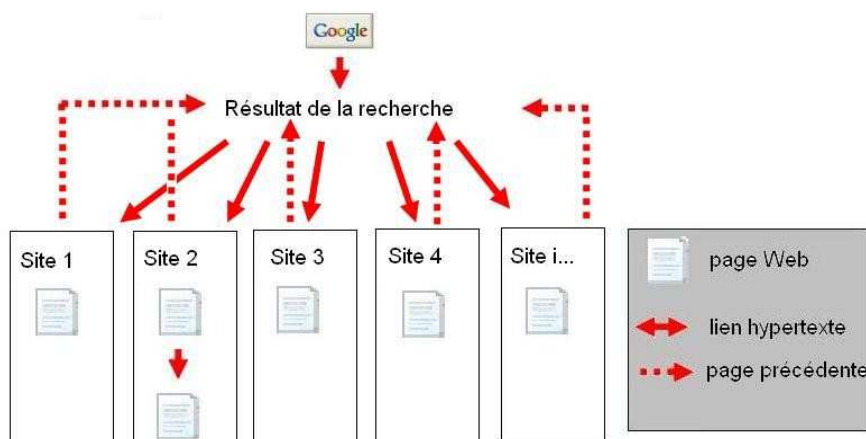 Google
Résultat de la recherche
Site 1
Site 2
Site 3
Site 4
Site i...
page Web
lien hypertexte
page précédente